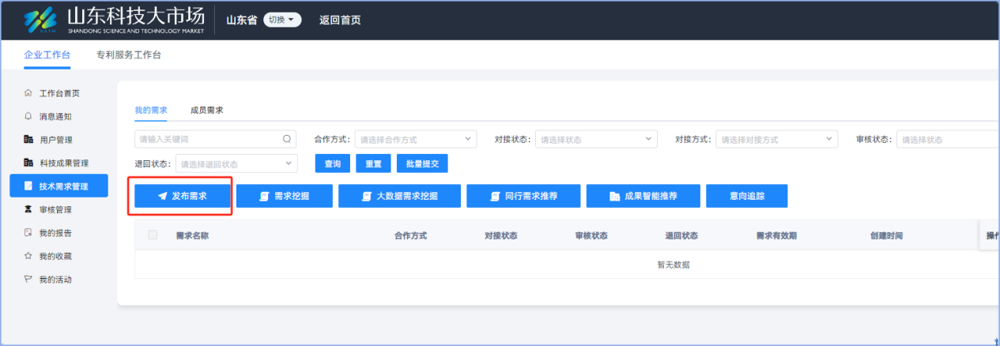 山东科技大市场
SHANDONG SCIENCE AND TECHNOLOGY MARKET
山东省 切换 返回首页
企业工作台 专利服务工作台
工作台首页
消息通知
用户管理
科技成果管理
技术需求管理
审核管理
我的报告
我的收藏
我的活动
我的需求 成员需求
请输入关键词 合作方式: 请选择合作方式 对接状态: 请选择状态 对接方式: 请选择对接方式 审核状态: 请选择状态
退回状态: 请选择退回状态 查询 重置 批量提交
发布需求 需求挖掘 大数据需求挖掘 同行需求推荐 成果智能推荐 意向追踪
需求名称 合作方式 对接状态 审核状态 退回状态 需求有效期 创建时间 操作
暂无数据